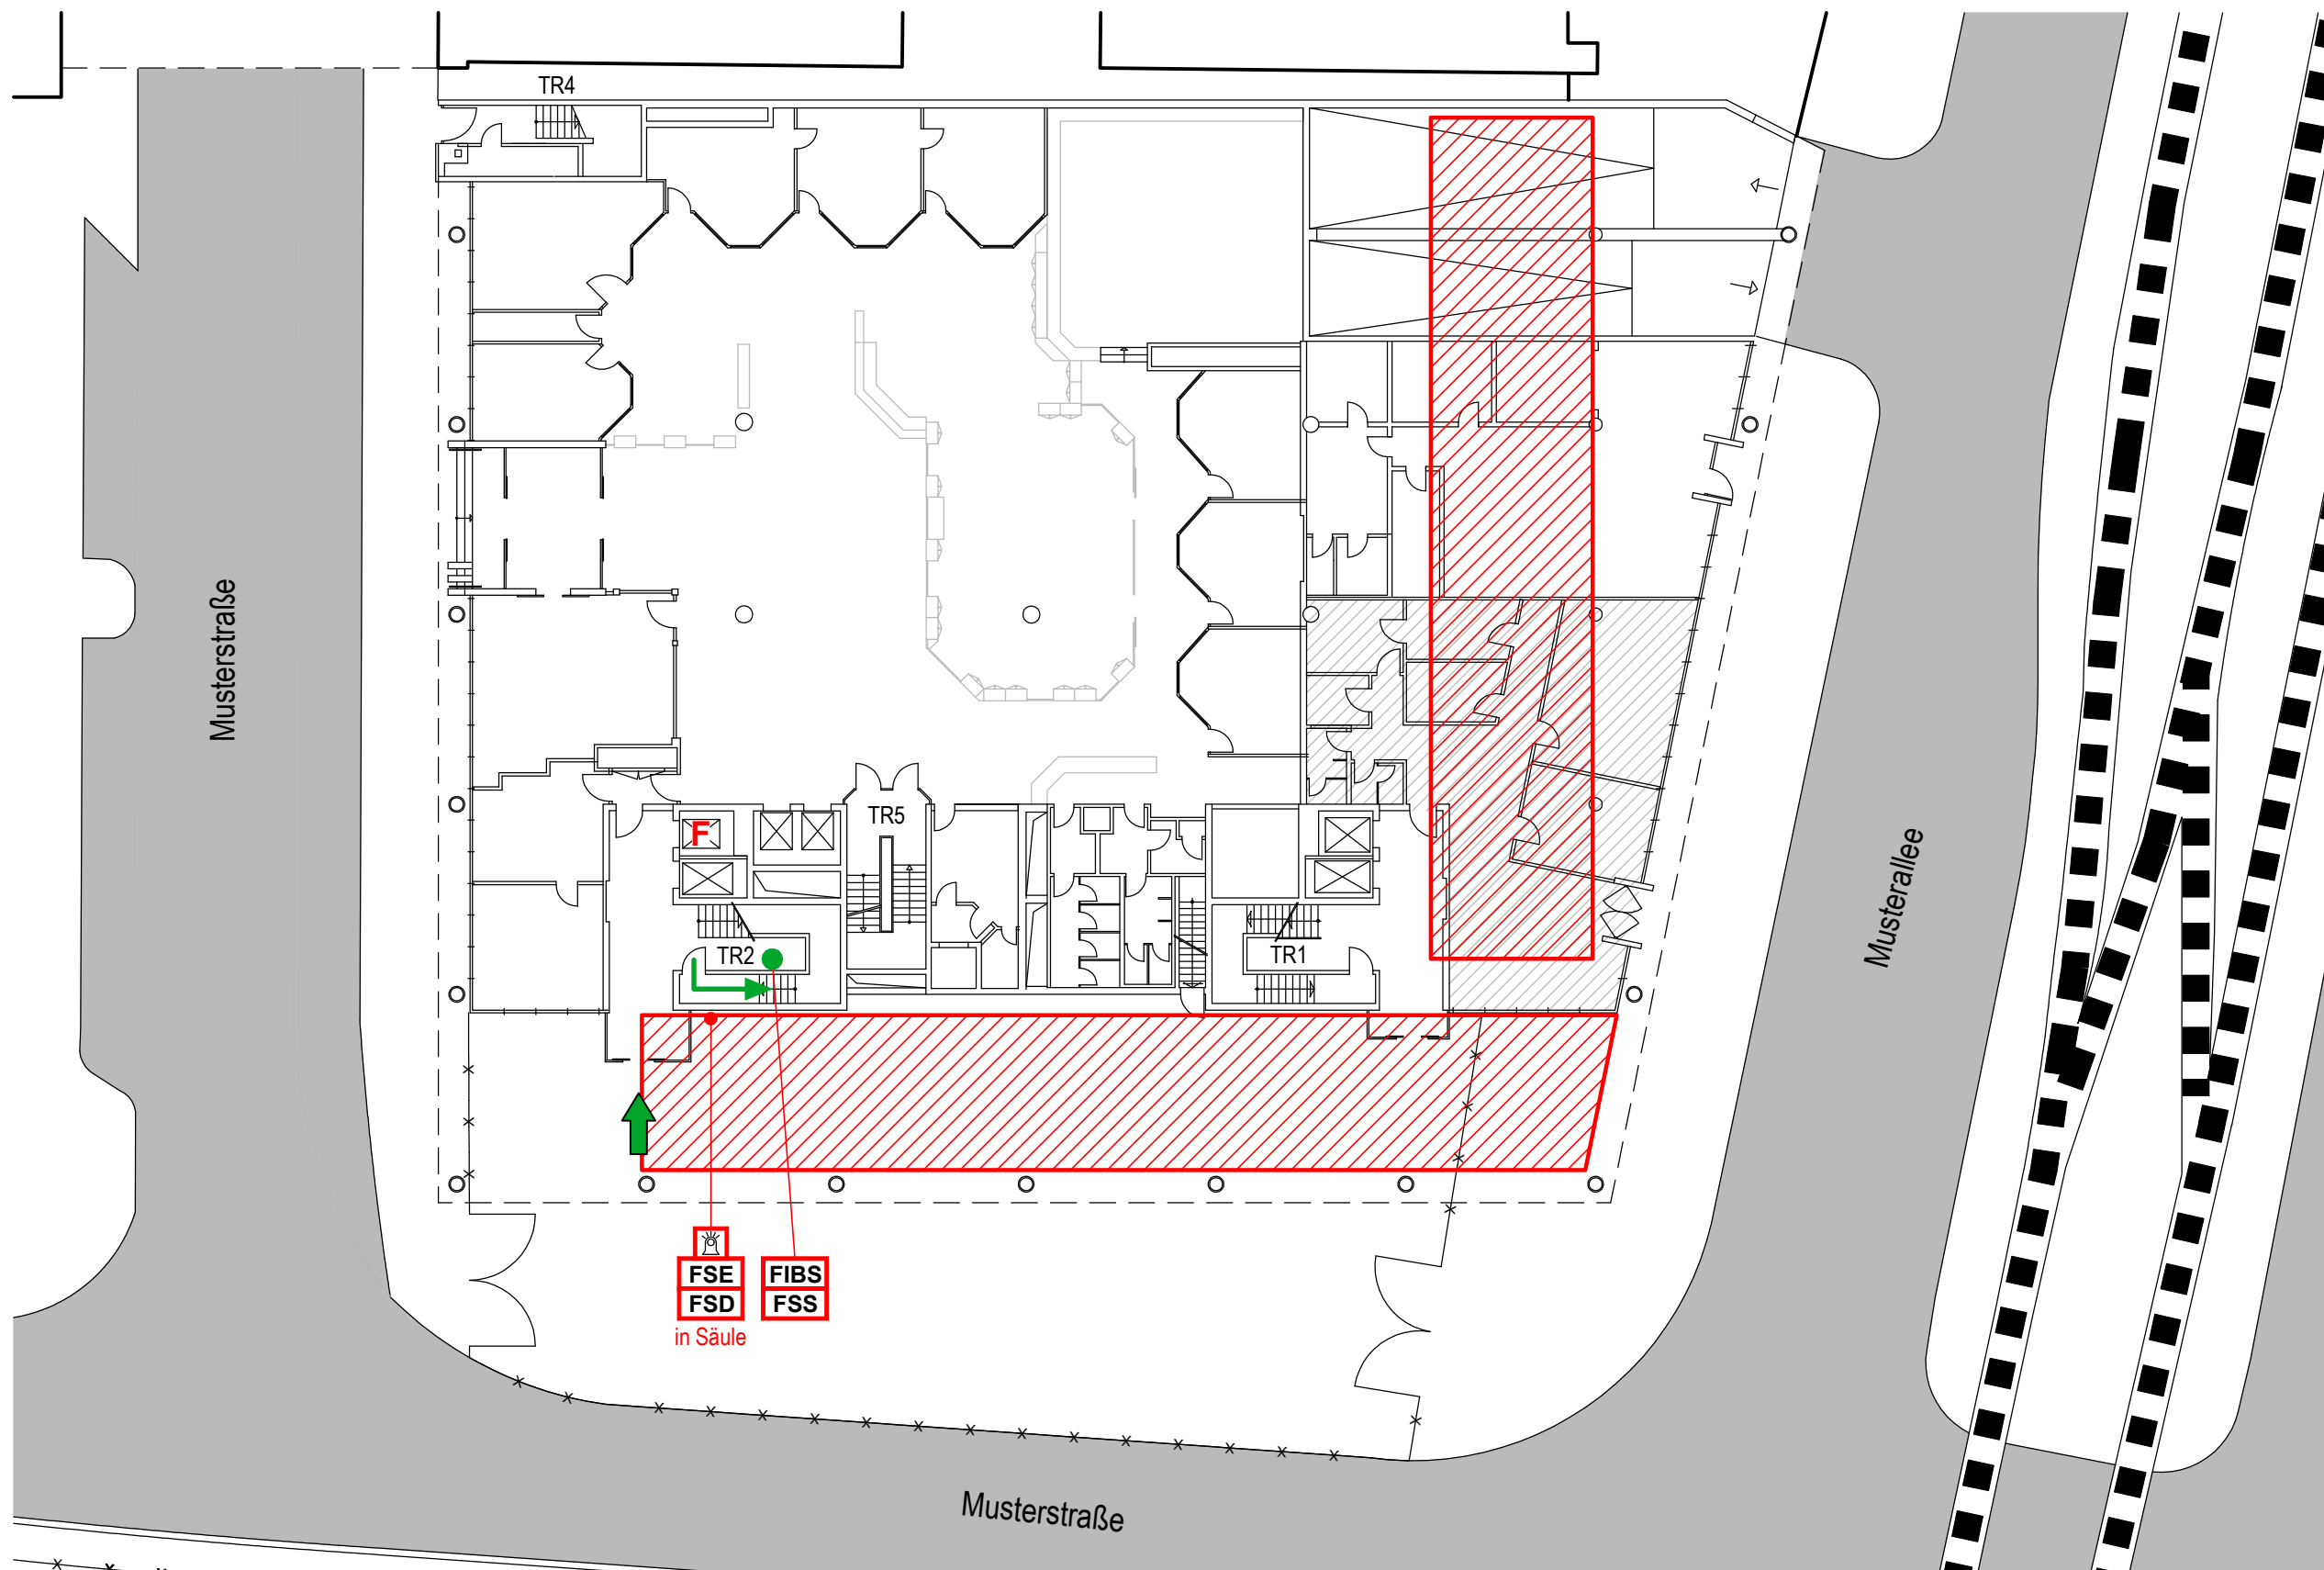 TR4
Musterstraße
TR5
F
TR2
TR1
Musterallee
FSE
FSD
in Säule
FIBS
FSS
Musterstraße